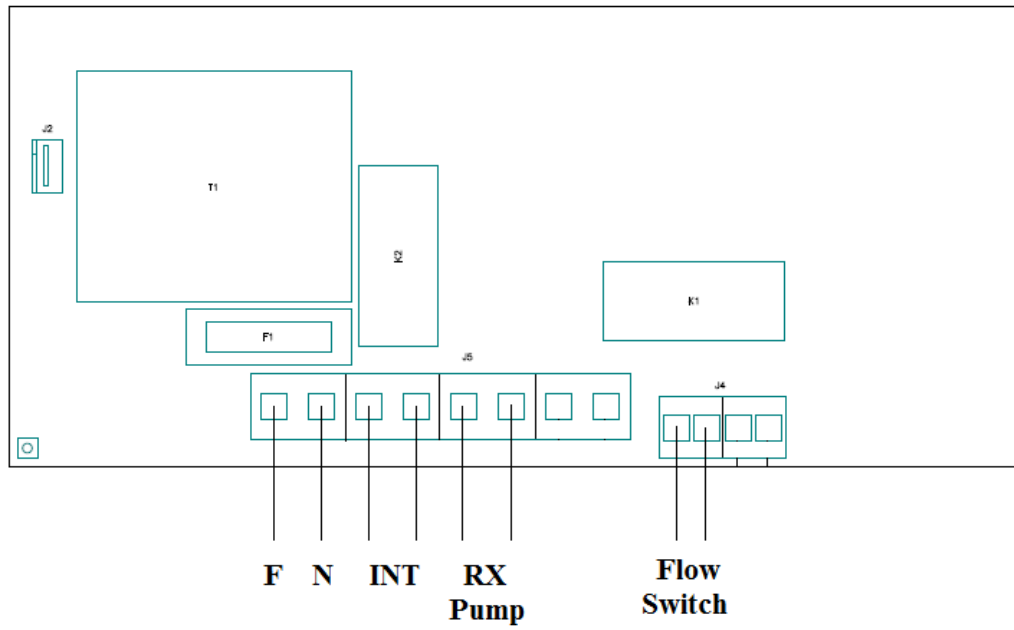 J2
T1
K2
K1
F1
J5
J4
F N INT RX Pump
Flow Switch